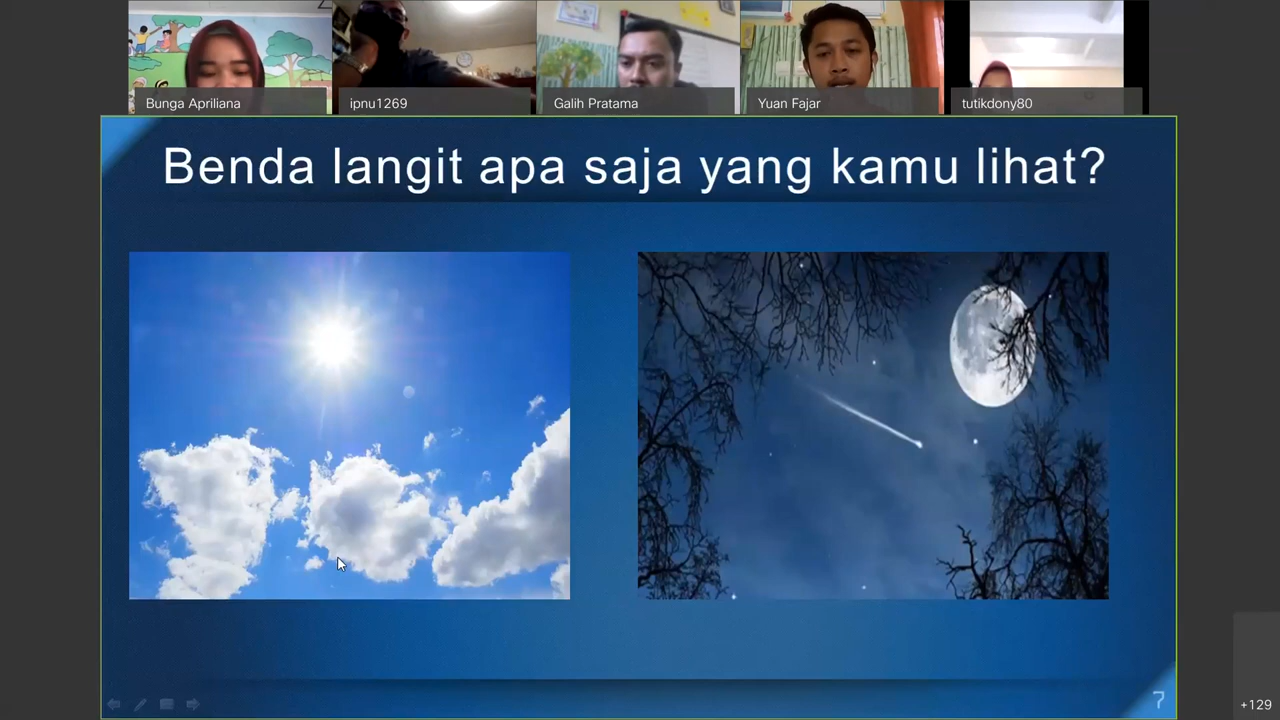 Bunga Apriliana
ipnu1269
Galih Pratama
Yuan Fajar
tutikdony80
Benda langit apa saja yang kamu lihat?
7
+129